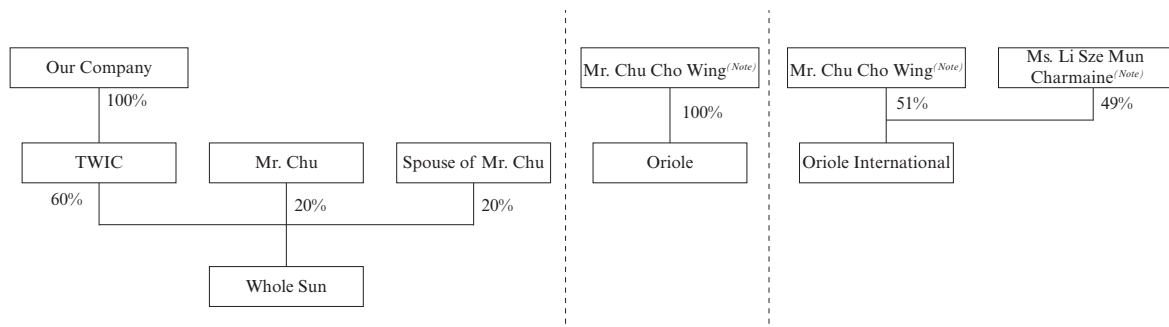 Our Company
100%
TWIC
Mr. Chu
Spouse of Mr. Chu
60%
20%
20%
Whole Sun
Mr. Chu Cho Wing(Note)
100%
Oriole
Mr. Chu Cho Wing(Note)
Ms. Li Sze Mun
Charmaine(Note)
51%
49%
Oriole International